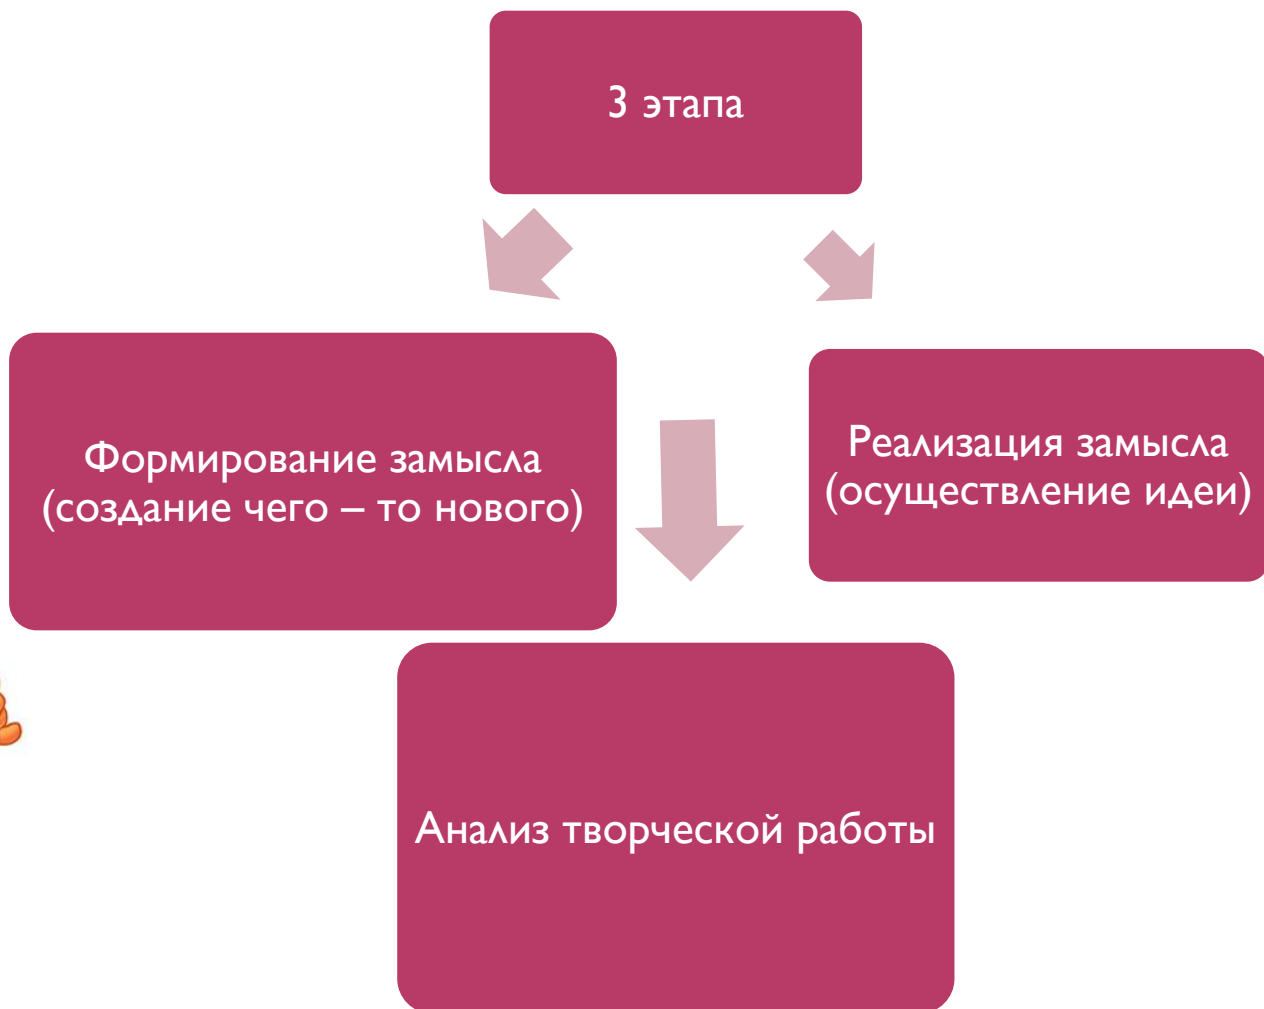 3 этапа
Формирование замысла
(создание чего – то нового)
Реализация замысла
(осуществление идеи)
Анализ творческой работы